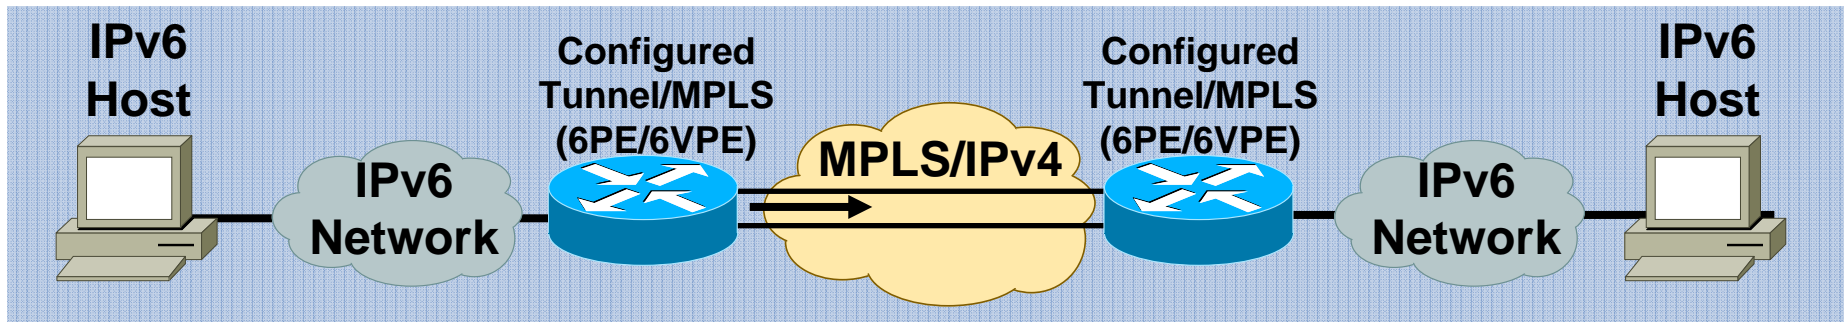 IPv6
Host
IPv6
Network
Configured
Tunnel/MPLS
(6PE/6VPE)
MPLS/IPv4
Configured
Tunnel/MPLS
(6PE/6VPE)
IPv6
Network
IPv6
Host